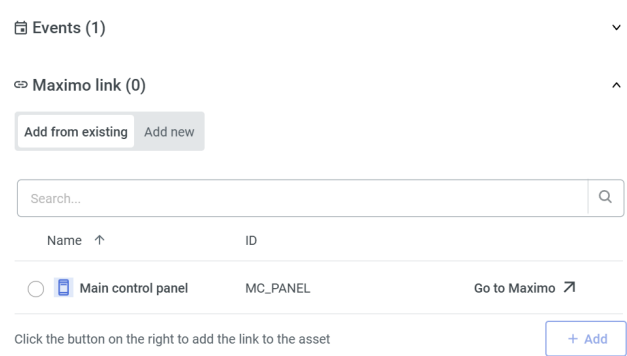 Events (1)
Maximo link (0)
Add from existing Add new
Search...
Name ID
Main control panel MC_PANEL Go to Maximo
Click the button on the right to add the link to the asset + Add